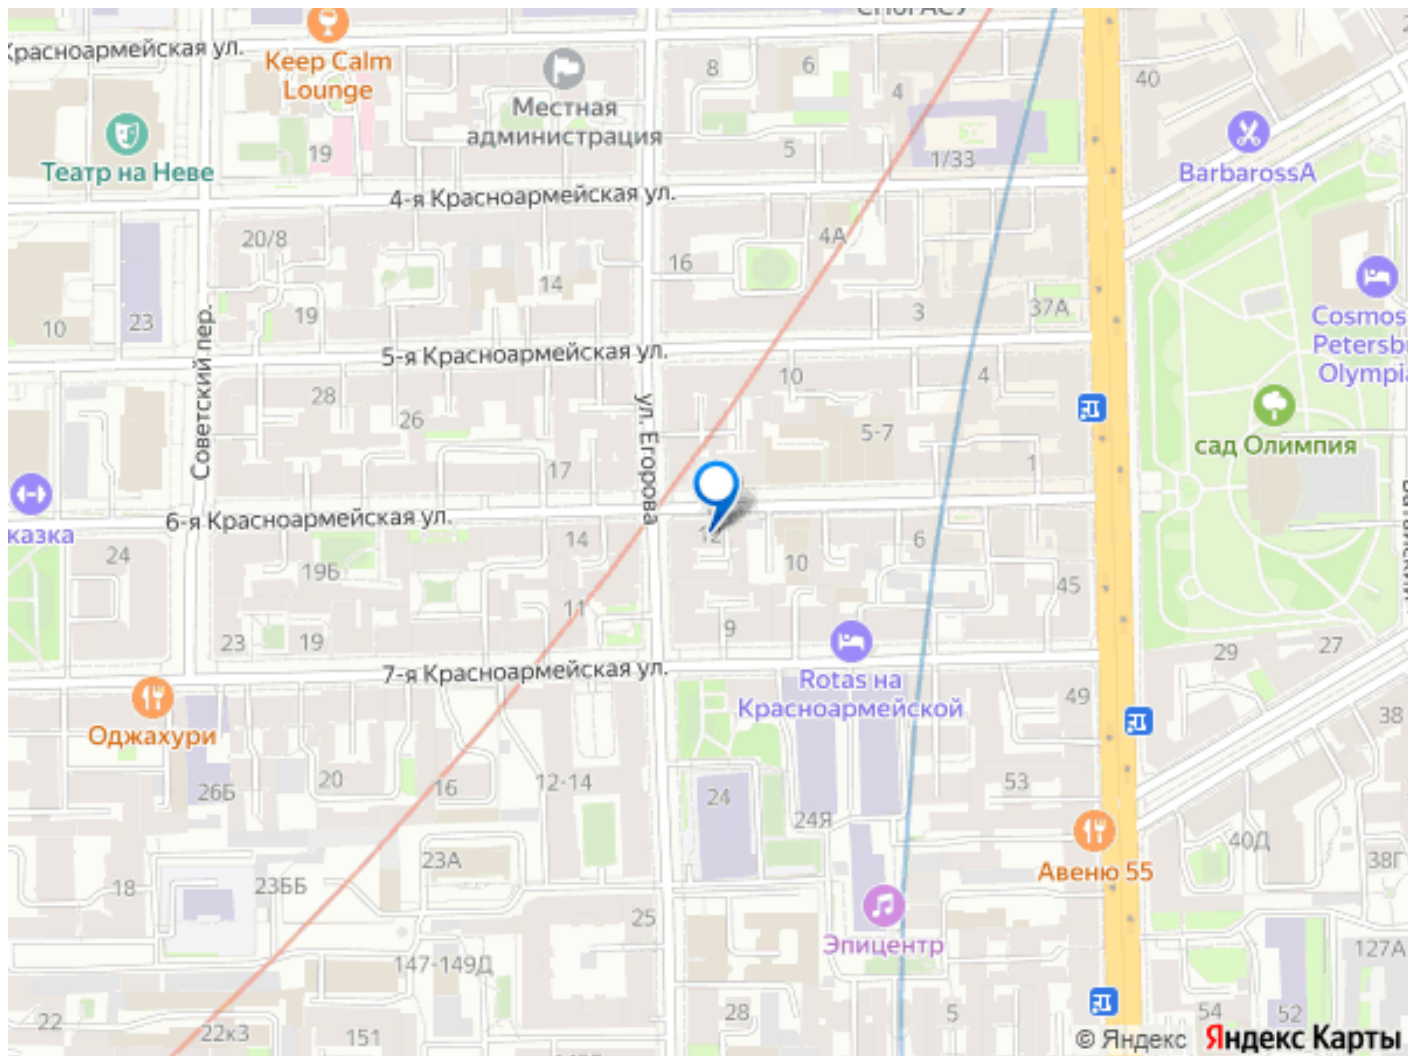 Красноармейская ул.
Keep Calm
Lounge
Местная
администрация
8
6
4
40
Театр на Неве
19
5
1/33
BarbarossA
4-я Красноармейская ул.
20/8
4А
16
14
10
23
19
3
37А
Cosmos
Petersb
Olympia
Советский пер.
5-я Красноармейская ул.
28
26
ул. Егорова
10
4
5-7
1
17
сад Олимпия
казка
6-я Красноармейская ул.
24
19Б
14
12
10
6
45
11
23
19
9
29
27
7-я Красноармейская ул.
Rotas на
Красноармейской
49
38
Оджахури
26Б
20
16
12-14
24
24Я
53
40Д
38Г
Авеню 55
18
23ББ
23А
25
Эпицентр
127А
147-149Д
22
22к3
151
28
5
54
52
© Яндекс Яндекс Карты